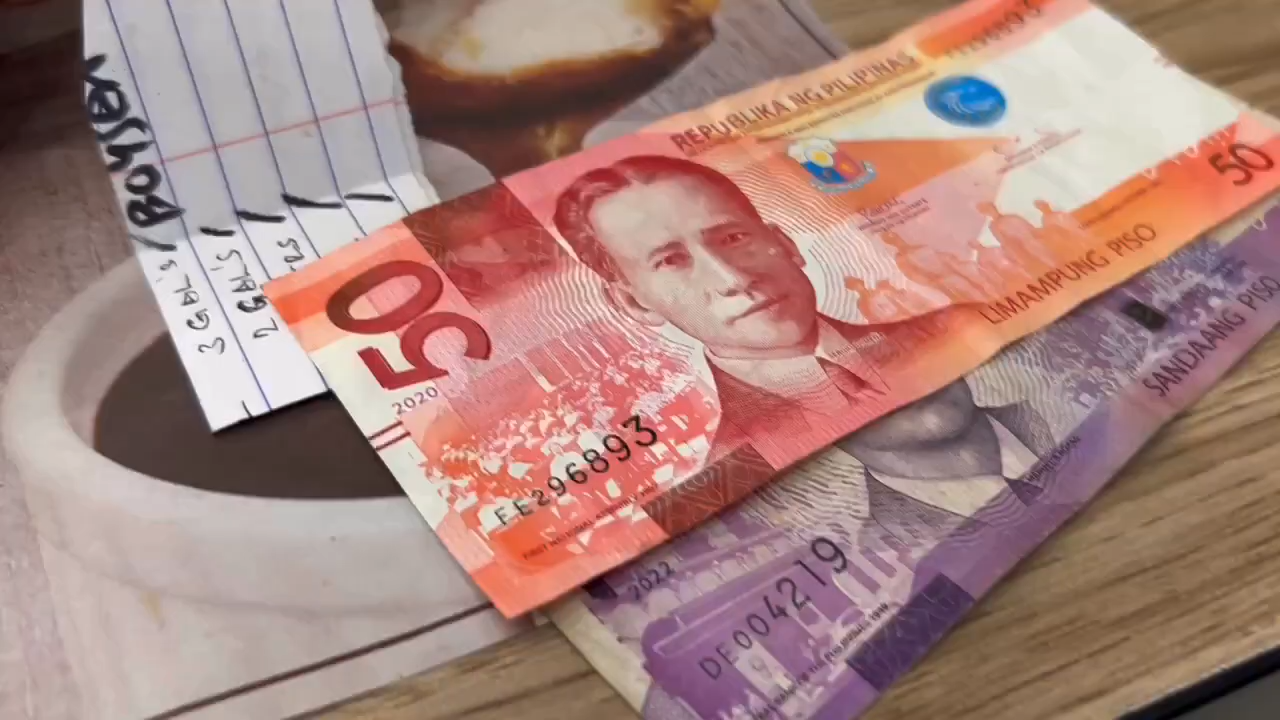 Boysen
3 GAL's
2 GAL's
REPUBLIKA NG PILIPINAS
50
LIMAMPUNG PISO
50
2020
FE296893
SANDAANG PISO
2022
DE004219